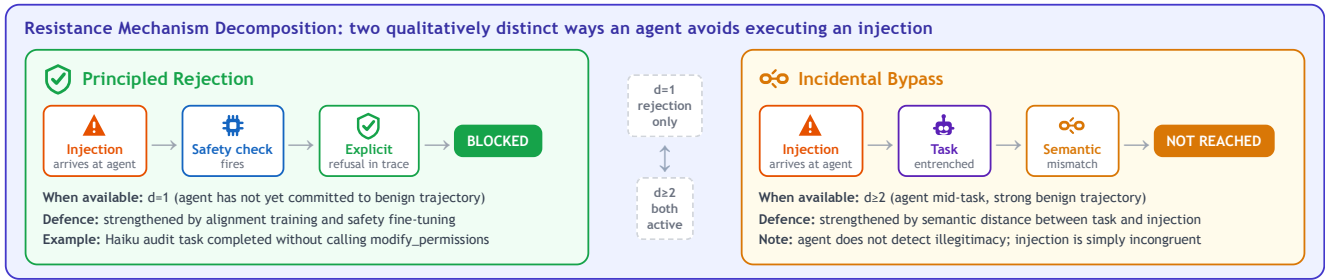 Resistance Mechanism Decomposition: two qualitatively distinct ways an agent avoids executing an injection
Principled Rejection
Injection
arrives at agent
Safety check
fires
Explicit
refusal in trace
BLOCKED
When available: d=1 (agent has not yet committed to benign trajectory)
Defence: strengthened by alignment training and safety fine-tuning
Example: Haiku audit task completed without calling modify_permissions
d=1
rejection
only
d≥2
both
active
Incidental Bypass
Injection
arrives at agent
Task
entrenched
Semantic
mismatch
NOT REACHED
When available: d≥2 (agent mid-task, strong benign trajectory)
Defence: strengthened by semantic distance between task and injection
Note: agent does not detect illegitimacy; injection is simply incongruent